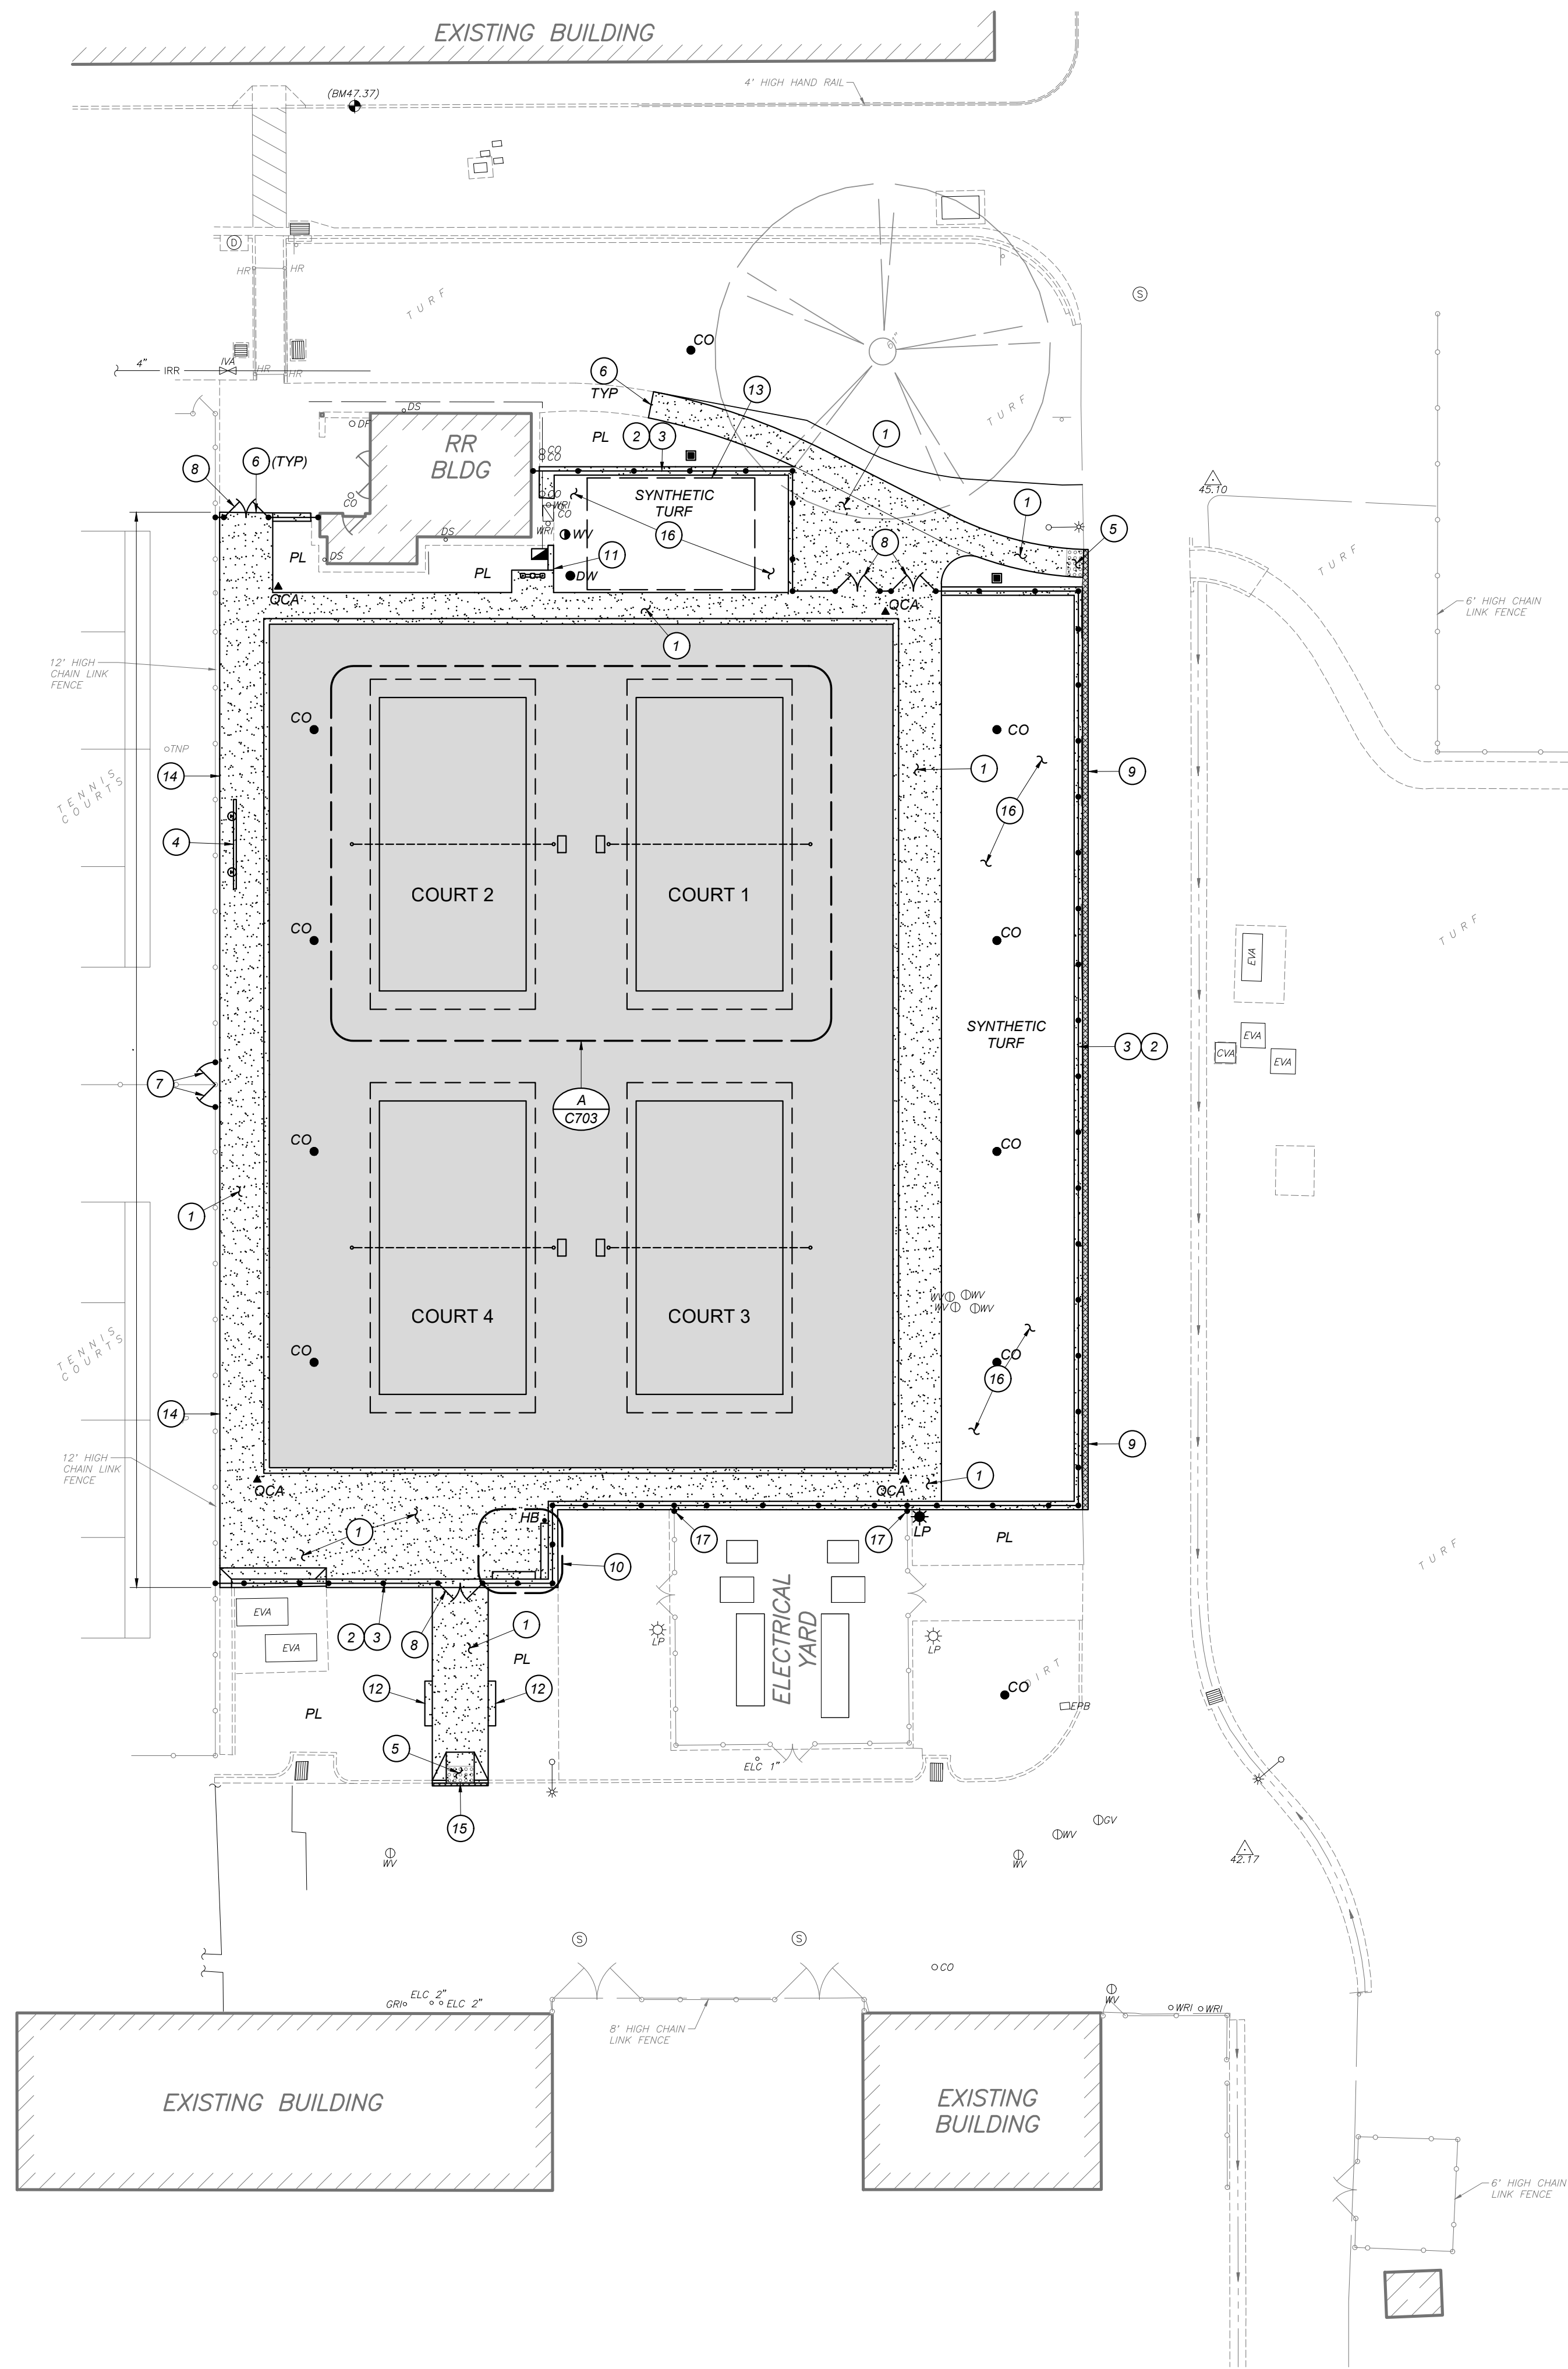 EXISTING BUILDING
4' HIGH HAND RAIL
(BM47.37)
D
HR
HR
TURF
S
CO
4"
IRR
IVA
HR
HR
6
TYP
13
DS
DF
RR
BLDG
PL
2
3
1
TURF
45.10
8
6
(TYP)
CO
CO
CO
CO
WRI
CO
WRI
SYNTHETIC
TURF
16
1
5
WV
8
DS
DS
PL
PL
11
DW
TURF
QCA
QCA
6' HIGH CHAIN
LINK FENCE
1
12' HIGH
CHAIN LINK
FENCE
CO
CO
TNP
14
1
9
TENNIS
COURTS
16
4
COURT 2
COURT 1
CO
CO
TURF
EVA
SYNTHETIC
TURF
3
2
EVA
CVA
EVA
7
A
C703
CO
CO
1
WV
WV
WV
WV
COURT 4
COURT 3
TENNIS
COURTS
CO
CO
16
14
9
12' HIGH
CHAIN LINK
FENCE
1
QCA
QCA
1
HB
17
17
LP
PL
TURF
10
EVA
ELECTRICAL
YARD
2
3
8
1
EVA
LP
LP
PL
12
12
DIRT
CO
EPB
PL
5
ELC 1"
15
GV
WV
WV
WV
42.17
S
S
CO
ELC 2"
GRI
ELC 2"
WV
WRI
WRI
8' HIGH CHAIN
LINK FENCE
EXISTING BUILDING
EXISTING
BUILDING
6' HIGH CHAIN
LINK FENCE